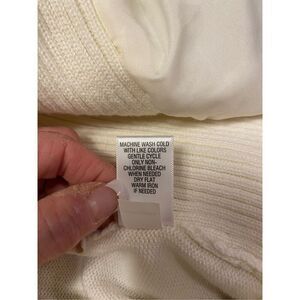 MACHINE WASH COLD
WITH LIKE COLORS
GENTLE CYCLE
ONLY NON-
CHLORINE BLEACH
WHEN NEEDED
DRY FLAT
WARM IRON
IF NEEDED